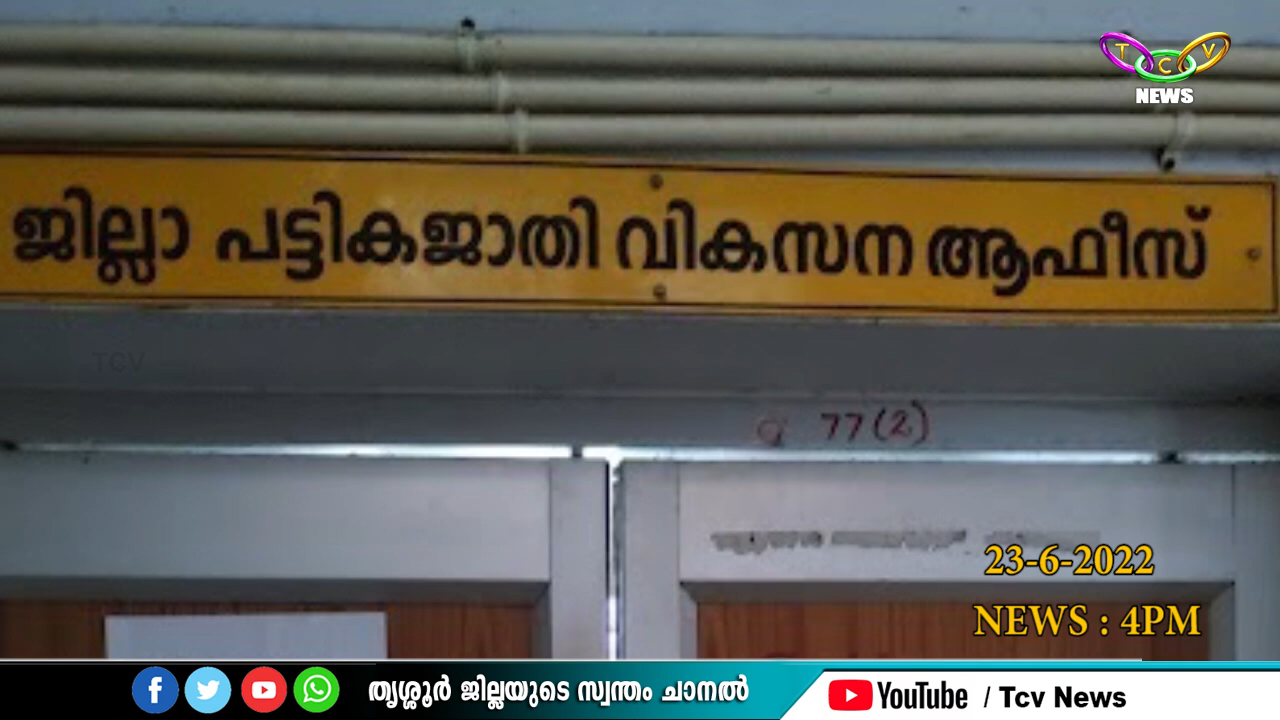 T C V
NEWS
ജില്ലാ പട്ടികജാതി വികസന ആഫീസ്
TCV
77(2)
23-6-2022
NEWS : 4PM
തൃശ്ശൂർ ജില്ലയുടെ സ്വന്തം ചാനൽ
YouTube / Tcv News